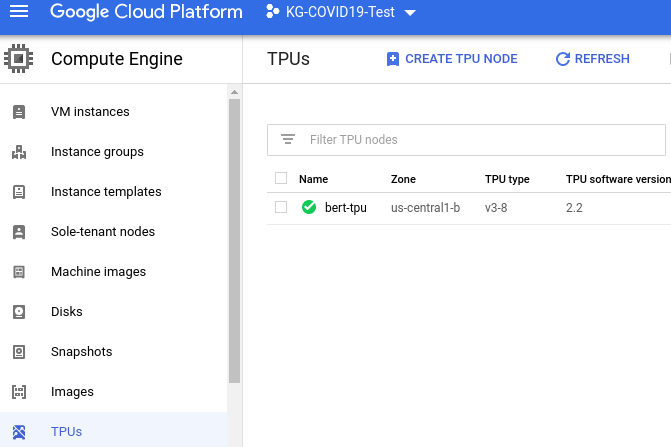 Google Cloud Platform KG-COVID19-Test
Compute Engine
TPUs CREATE TPU NODE REFRESH
VM instances
Instance groups
Instance templates
Sole-tenant nodes
Machine images
Disks
Snapshots
Images
TPUs
Filter TPU nodes
Name Zone TPU type TPU software version
bert-tpu us-central1-b v3-8 2.2